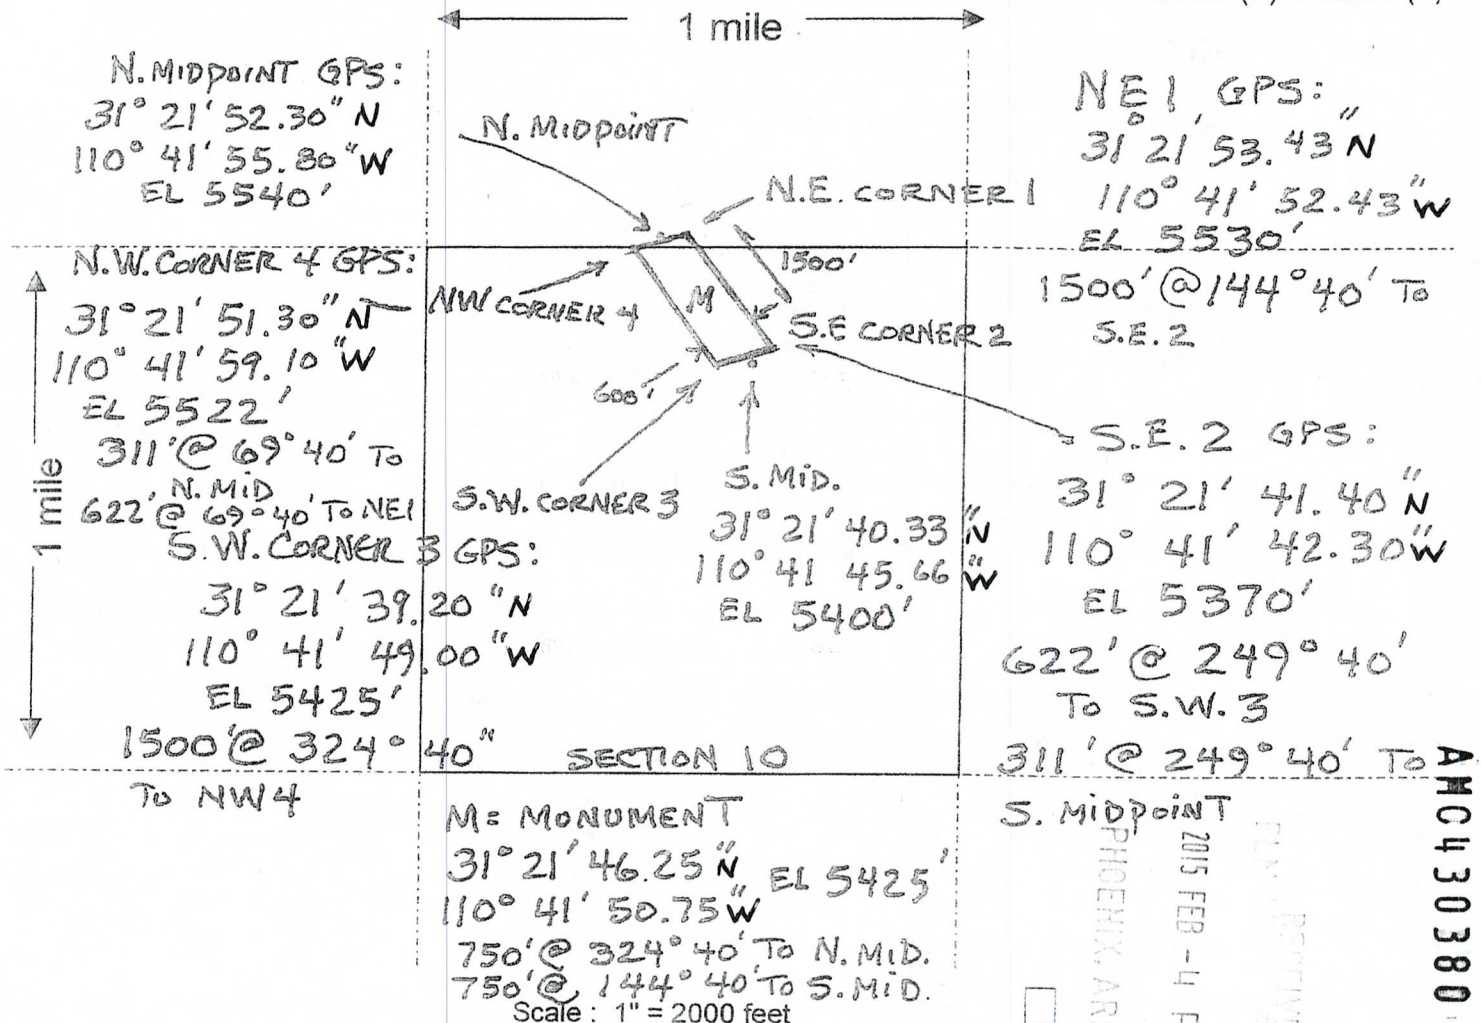 1 mile
N. MIDPOINT GPS:
31° 21' 52.30" N
110° 41' 55.80 "W
EL 5540'
N. MIDPOINT
N.E. CORNER 1
NE 1 GPS:
31° 21' 53.43" N
110° 41' 52.43" W
EL 5530'
1500' @ 144° 40' To
S.E. 2
N.W. CORNER 4 GPS:
31° 21' 51.30" N
110° 41' 59.10 "W
EL 5522'
311' @ 69° 40' To
N. MID
622' @ 69° 40' To NE1
NW CORNER 4
M
1500'
S.E CORNER 2
600'
S.W. CORNER 3
S. MID.
31° 21' 40.33" N
110° 41 45.66" W
EL 5400'
S.E. 2 GPS:
31° 21' 41.40" N
110° 41' 42.30" W
EL 5370'
622' @ 249° 40'
To S.W. 3
311' @ 249° 40' To
S. MIDPOINT
1 mile
S.W. CORNER 3 GPS:
31° 21' 39.20 "N
110° 41' 49.00 "W
EL 5425'
1500' @ 324° 40"
To NW4
SECTION 10
M = MONUMENT
31° 21' 46.25" N EL 5425'
110° 41' 50.75" W
750' @ 324° 40' To N. MID.
750' @ 144° 40' To S. MID.
Scale : 1" = 2000 feet
AMC430380
2015 FEB -4
PHOENIX, AR